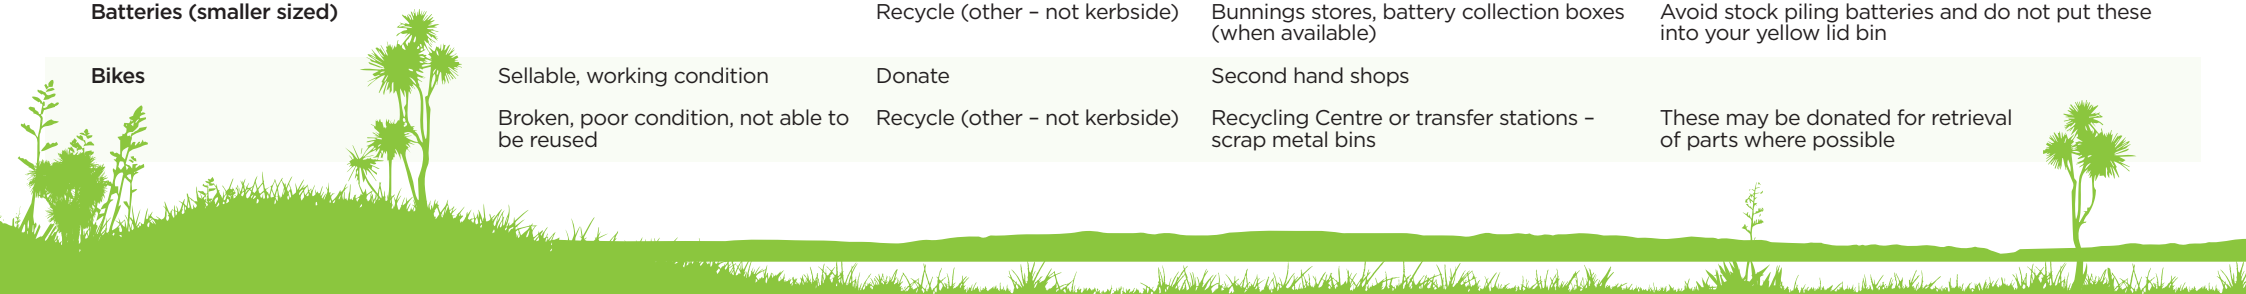 Batteries (smaller sized) Recycle (other – not kerbside) Bunnings stores, battery collection boxes Avoid stock piling batteries and do not put these
(when available) into your yellow lid bin
Bikes Sellable, working condition Donate Second hand shops
Broken, poor condition, not able to Recycle (other – not kerbside) Recycling Centre or transfer stations – These may be donated for retrieval
be reused scrap metal bins of parts where possible